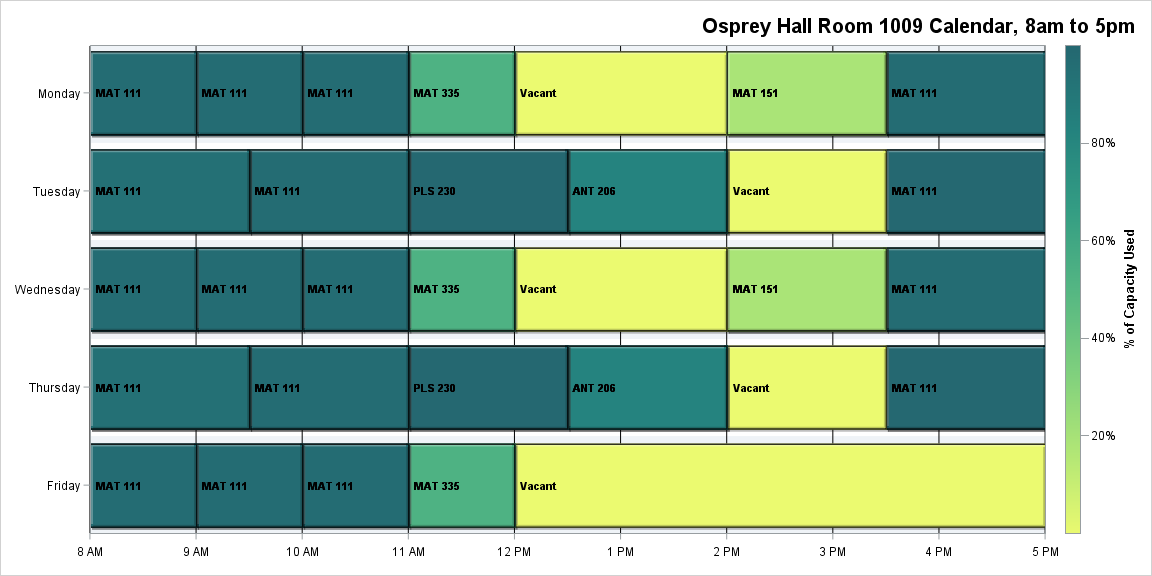 Osprey Hall Room 1009 Calendar, 8am to 5pm
Monday
MAT 111
MAT 111
MAT 111
MAT 335
Vacant
MAT 151
MAT 111
Tuesday
MAT 111
MAT 111
PLS 230
ANT 206
Vacant
MAT 111
Wednesday
MAT 111
MAT 111
MAT 111
MAT 335
Vacant
MAT 151
MAT 111
Thursday
MAT 111
MAT 111
PLS 230
ANT 206
Vacant
MAT 111
Friday
MAT 111
MAT 111
MAT 111
MAT 335
Vacant
8 AM
9 AM
10 AM
11 AM
12 PM
1 PM
2 PM
3 PM
4 PM
5 PM
80%
60%
40%
20%
% of Capacity Used